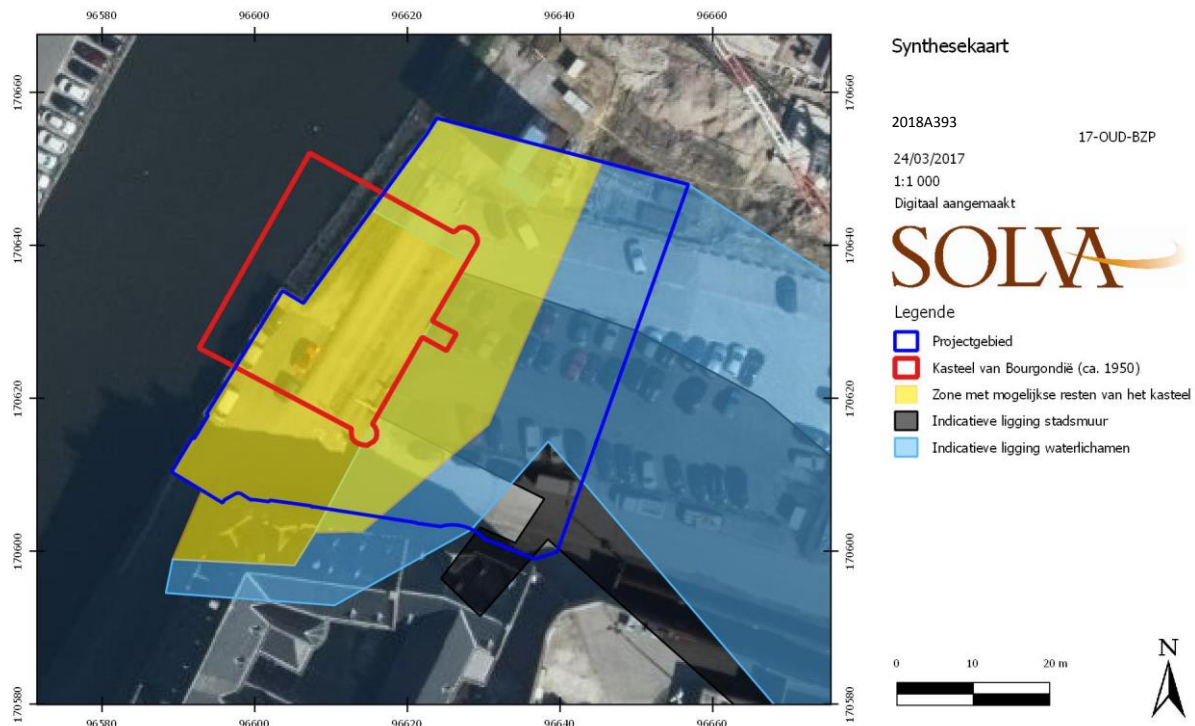 96580 96600 96620 96640 96660
170660 170660
170640 170640
170620 170620
170600 170600
170580 170580
96580 96600 96620 96640 96660
Synthesekaart
2018A393
17-OUD-BZP
24/03/2017
1:1 000
Digitaal aangemaakt
SOLVA
Legende
Projectgebied
Kasteel van Bourgondië (ca. 1950)
Zone met mogelijkse resten van het kasteel
Indicatieve ligging stadsmuur
Indicatieve ligging waterlichamen
0 10 20 m
N